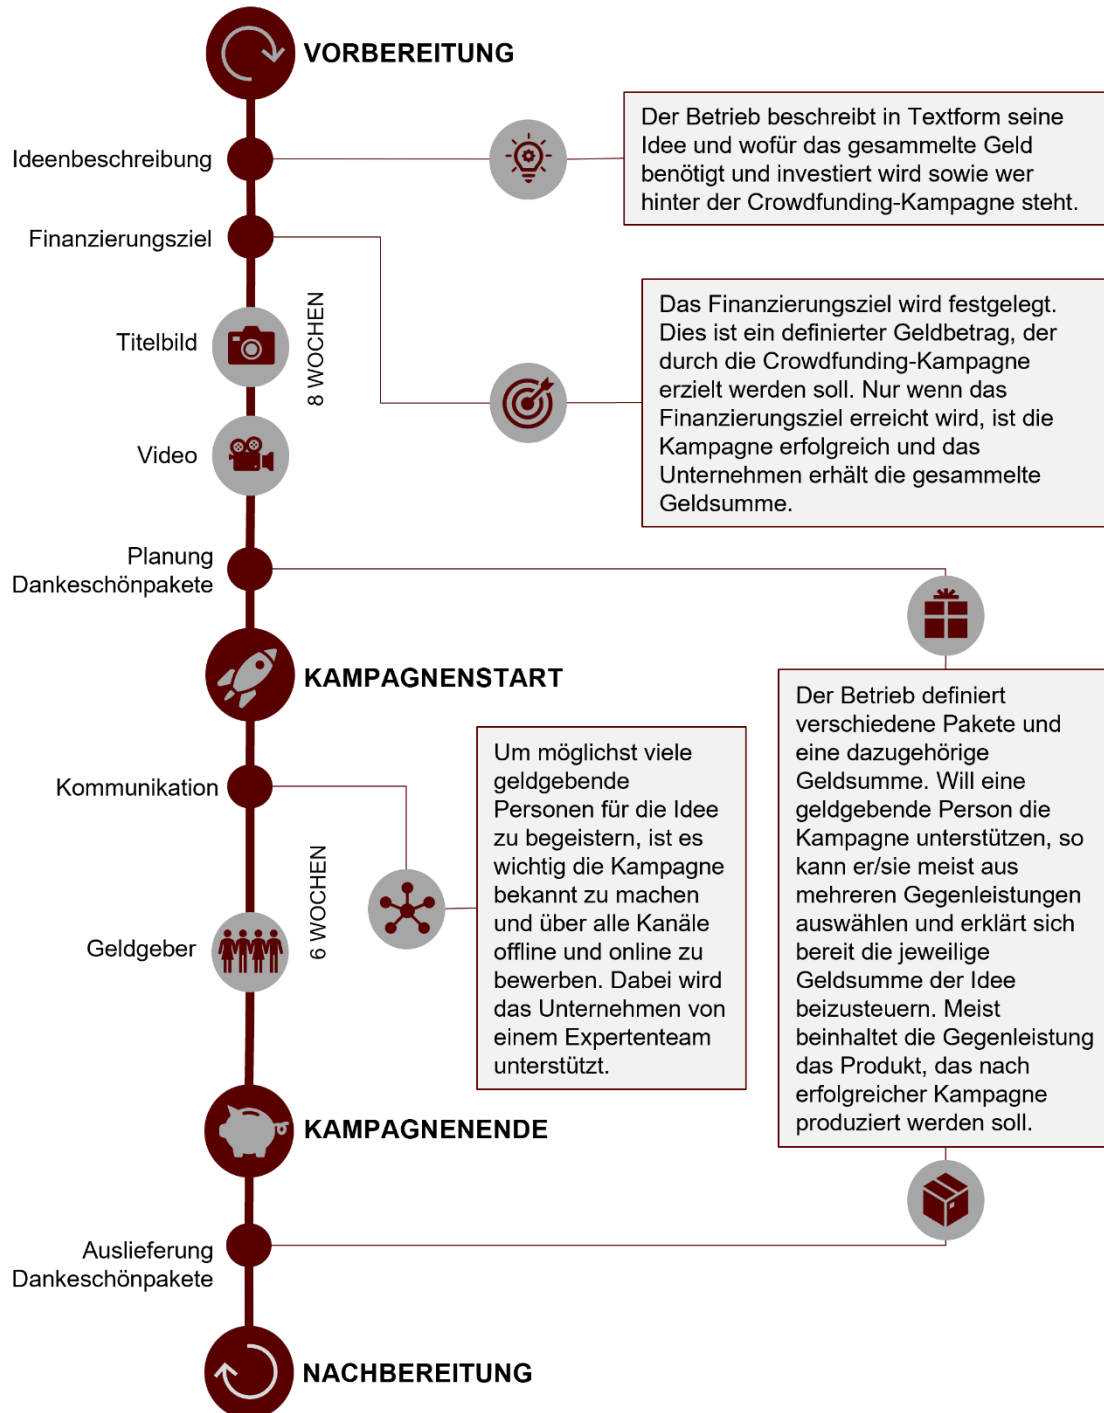 VORBEREITUNG
Ideenbeschreibung
Der Betrieb beschreibt in Textform seine
Idee und wofür das gesammelte Geld
benötigt und investiert wird sowie wer
hinter der Crowdfunding-Kampagne steht.
Finanzierungsziel
Das Finanzierungsziel wird festgelegt.
Dies ist ein definierter Geldbetrag, der
durch die Crowdfunding-Kampagne
erzielt werden soll. Nur wenn das
Finanzierungsziel erreicht wird, ist die
Kampagne erfolgreich und das
Unternehmen erhält die gesammelte
Geldsumme.
Titelbild
8 WOCHEN
Video
Planung
Dankeschönpakete
KAMPAGNENSTART
Der Betrieb definiert
verschiedene Pakete und
eine dazugehörige
Geldsumme. Will eine
geldgebende Person die
Kampagne unterstützen, so
kann er/sie meist aus
mehreren Gegenleistungen
auswählen und erklärt sich
bereit die jeweilige
Geldsumme der Idee
beizusteuern. Meist
beinhaltet die Gegenleistung
das Produkt, das nach
erfolgreicher Kampagne
produziert werden soll.
Kommunikation
Um möglichst viele
geldgebende
Personen für die Idee
zu begeistern, ist es
wichtig die Kampagne
bekannt zu machen
und über alle Kanäle
offline und online zu
bewerben. Dabei wird
das Unternehmen von
einem Expertenteam
unterstützt.
6 WOCHEN
Geldgeber
KAMPAGNENENDE
Auslieferung
Dankeschönpakete
NACHBEREITUNG